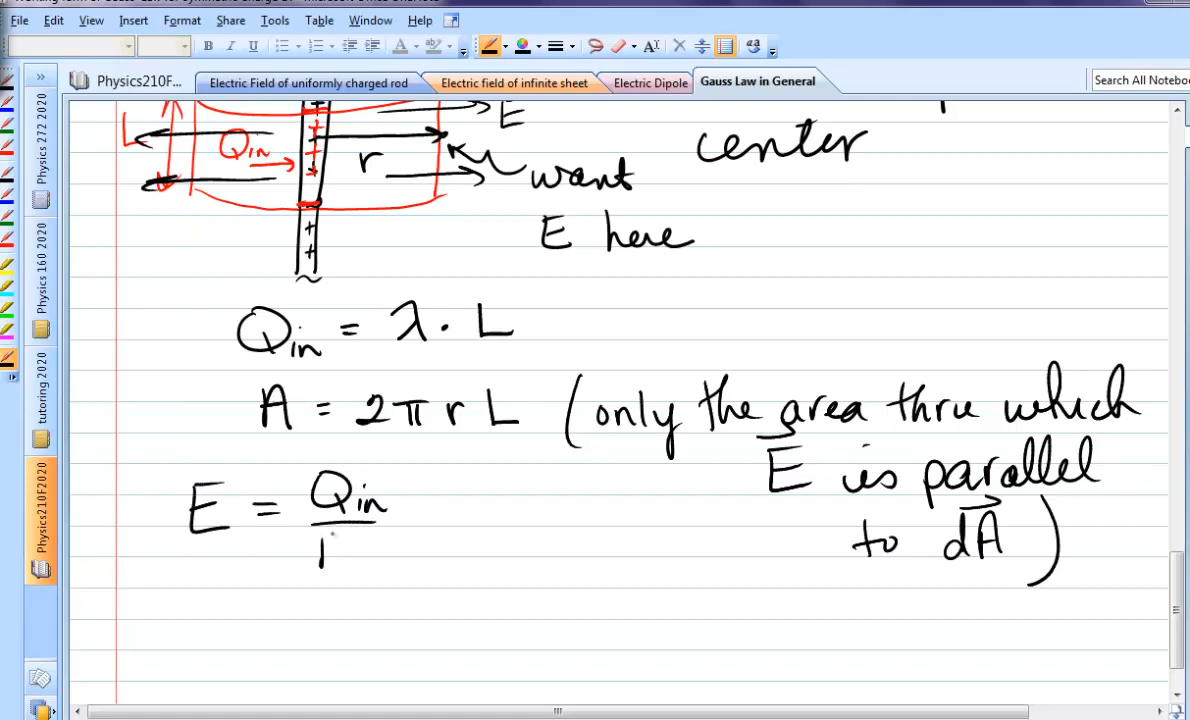 File Edit View Insert Format Share Tools Table Window Help
B I U
Physics210F... Electric Field of uniformly charged rod Electric field of infinite sheet Electric Dipole Gauss Law in General Search All Notebo
Physics 272 2020
Physics 160 2020
tutoring 2020
Physics210F2020
E
L
Qin
r
center
want
E here
Qin = λ · L
A = 2πrL (only the area thru which
E is parallel
to dA)
E = Qin